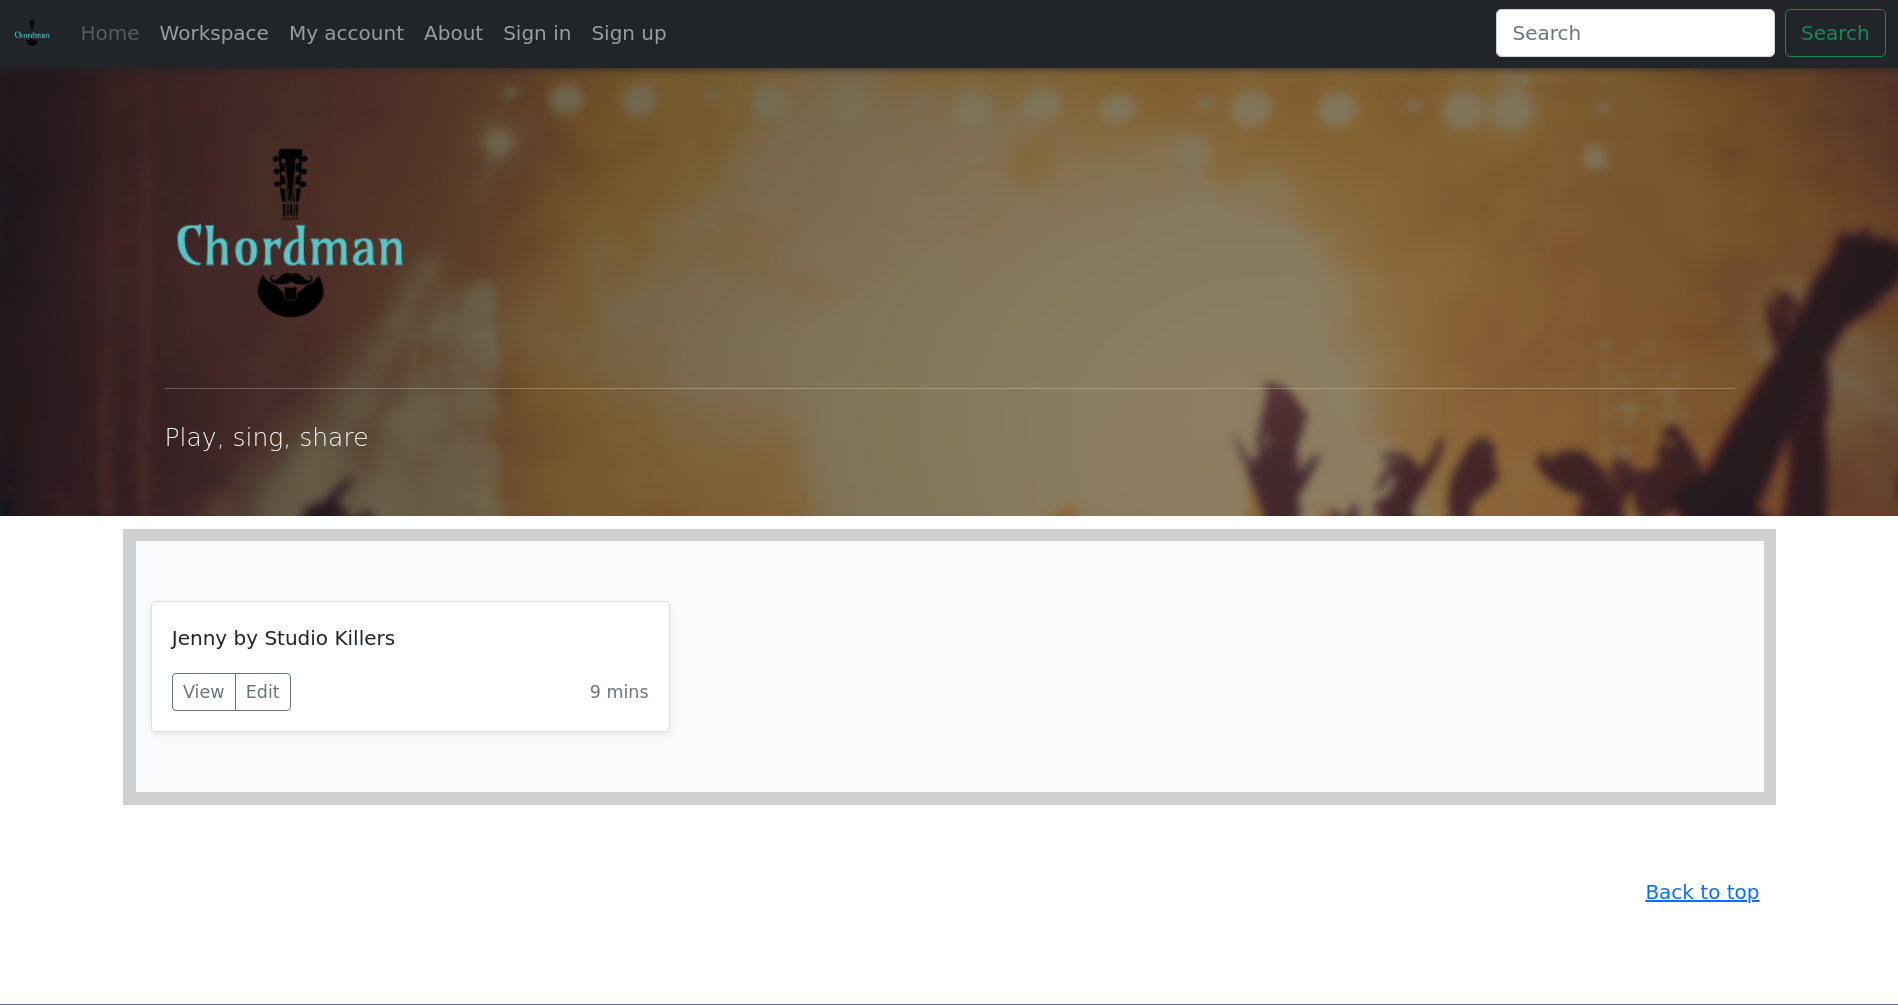 Chordman Home Workspace My account About Sign in Sign up Search Search
Chordman
Play, sing, share
Jenny by Studio Killers
View Edit 9 mins
Back to top